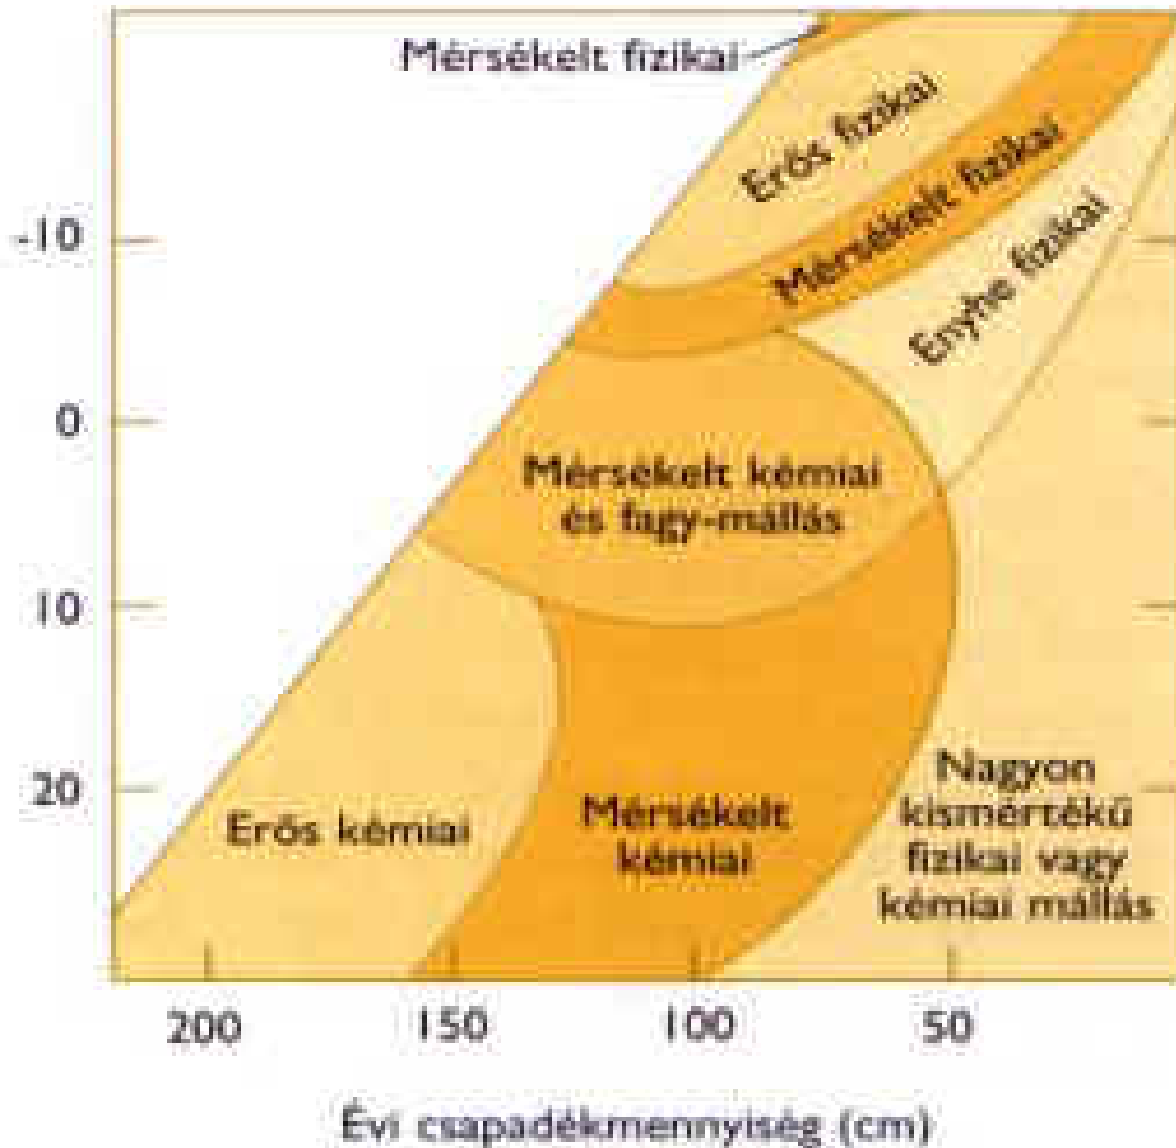 Mérsékelt fizikai
Erős fizikai
Mérsékelt fizikai
Enyhe fizikai
-10
0
10
20
Mérsékelt kémiai
és fagy-mállás
Erős kémiai
Mérsékelt
kémiai
Nagyon
kismértékű
fizikai vagy
kémiai mállás
200
150
100
50
Évi csapadékmennyiség (cm)